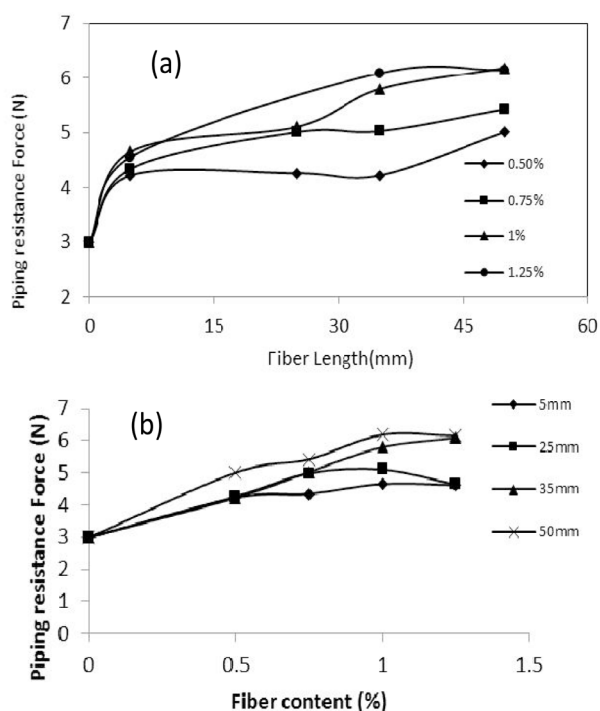 7
6
5
4
3
2
(a)
Piping resistance Force (N)
0.50%
0.75%
1%
1.25%
0 15 30 45 60
Fiber Length(mm)
7
6
5
4
3
2
1
0
(b)
Piping resistance Force (N)
5mm
25mm
35mm
50mm
0 0.5 1 1.5
Fiber content (%)